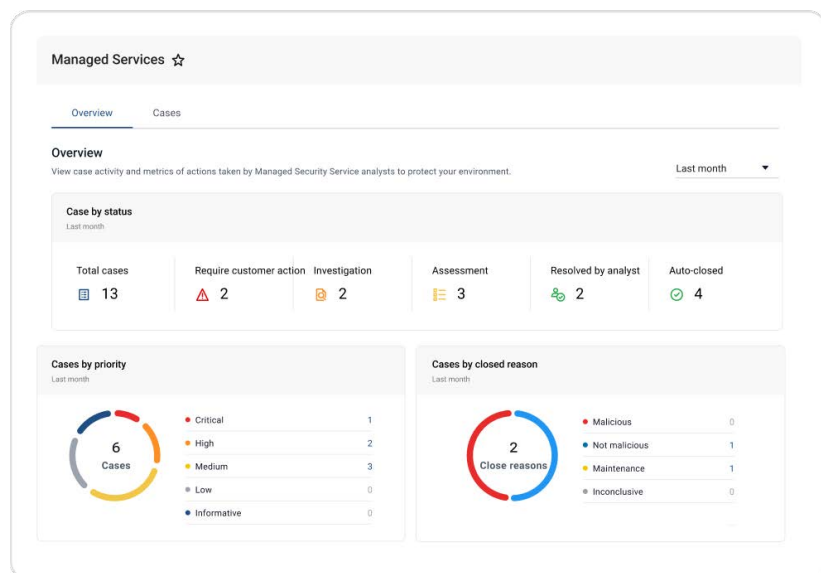 Managed Services
Overview Cases
Overview
View case activity and metrics of actions taken by Managed Security Service analysts to protect your environment.
Last month
Case by status
Last month
Total cases Require customer action Investigation Assessment Resolved by analyst Auto-closed
13 2 2 3 2 4
Cases by priority
Last month
6
Cases
Critical 1
High 2
Medium 3
Low 0
Informative 0
Cases by closed reason
Last month
2
Close reasons
Malicious 0
Not malicious 1
Maintenance 1
Inconclusive 0